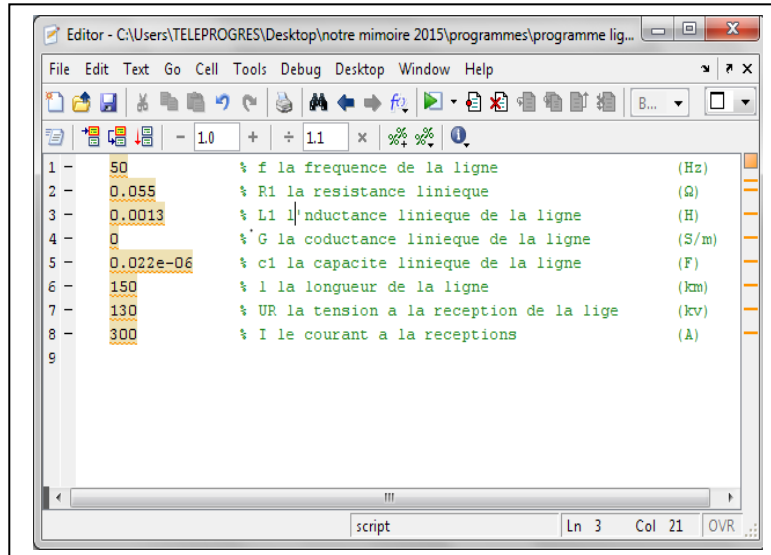 Editor - C:\Users\TELEPROGRES\Desktop\notre mimoire 2015\programmes\programme lig...
File Edit Text Go Cell Tools Debug Desktop Window Help
B...
- 1.0 + ÷ 1.1 ×
1 - 50 % f la frequence de la ligne (Hz)
2 - 0.055 % R1 la resistance linieque (Ω)
3 - 0.0013 % L1 l'nductance linieque de la ligne (H)
4 - 0 % G la coductance linieque de la ligne (S/m)
5 - 0.022e-06 % c1 la capacite linieque de la ligne (F)
6 - 150 % l la longueur de la ligne (km)
7 - 130 % UR la tension a la reception de la lige (kv)
8 - 300 % I le courant a la receptions (A)
9
script Ln 3 Col 21 OVR